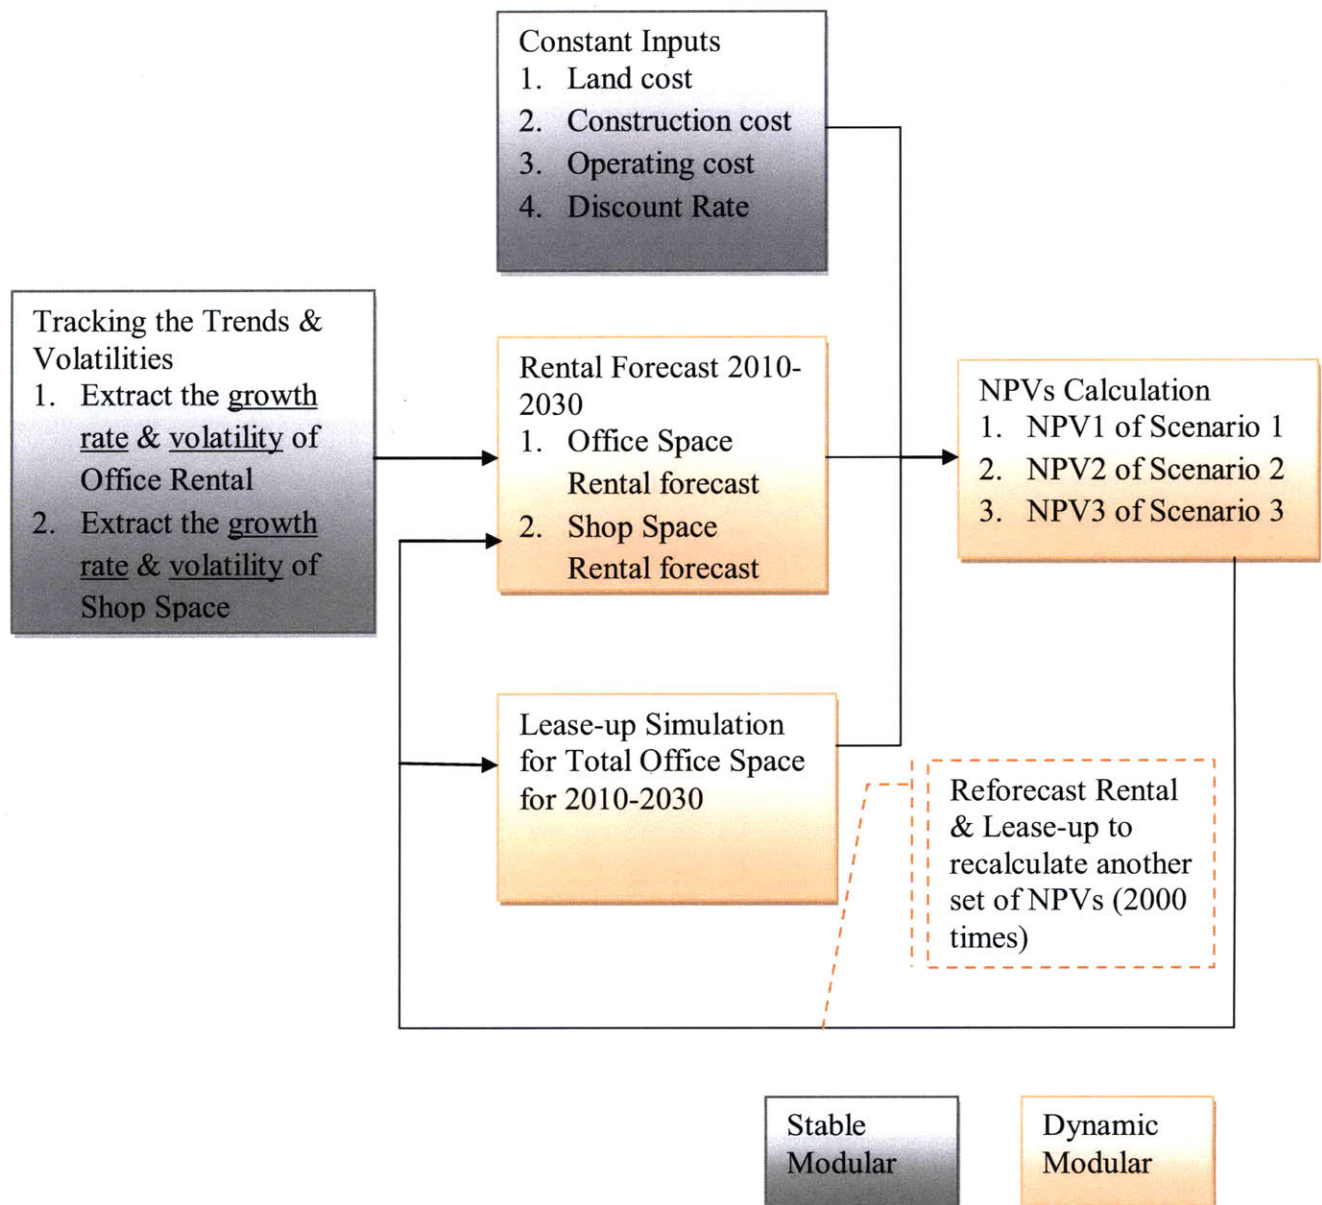 Constant Inputs
1. Land cost
2. Construction cost
3. Operating cost
4. Discount Rate
Tracking the Trends &
Volatilities
1. Extract the growth
rate & volatility of
Office Rental
2. Extract the growth
rate & volatility of
Shop Space
Rental Forecast 2010-
2030
1. Office Space
Rental forecast
2. Shop Space
Rental forecast
NPVs Calculation
1. NPV1 of Scenario 1
2. NPV2 of Scenario 2
3. NPV3 of Scenario 3
Lease-up Simulation
for Total Office Space
for 2010-2030
Reforecast Rental
& Lease-up to
recalculate another
set of NPVs (2000
times)
Stable
Modular
Dynamic
Modular